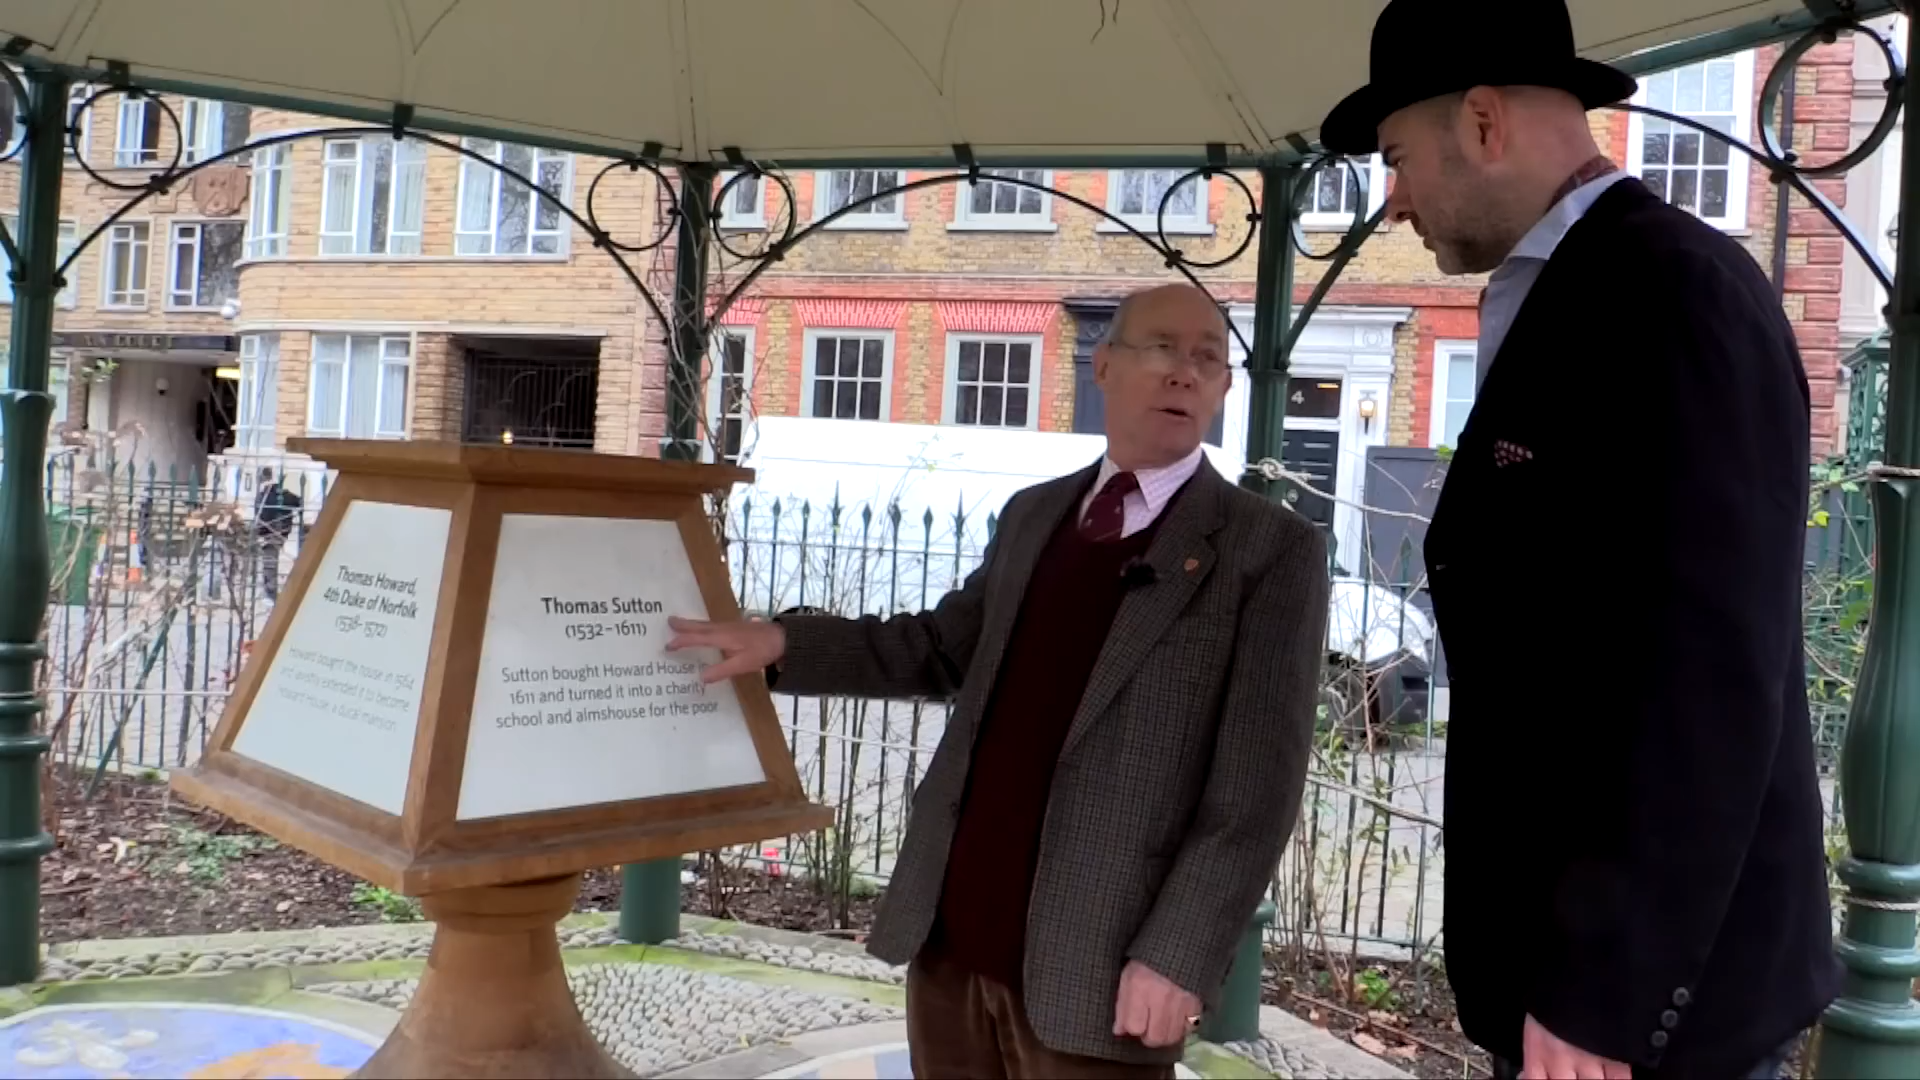 Thomas Howard,
4th Duke of Norfolk
(1538-1572)
Howard bought the house in 1564
and lavishly extended it to become
Howard House, a ducal mansion
Thomas Sutton
(1532-1611)
Sutton bought Howard House in
1611 and turned it into a charity
school and almshouse for the poor
4